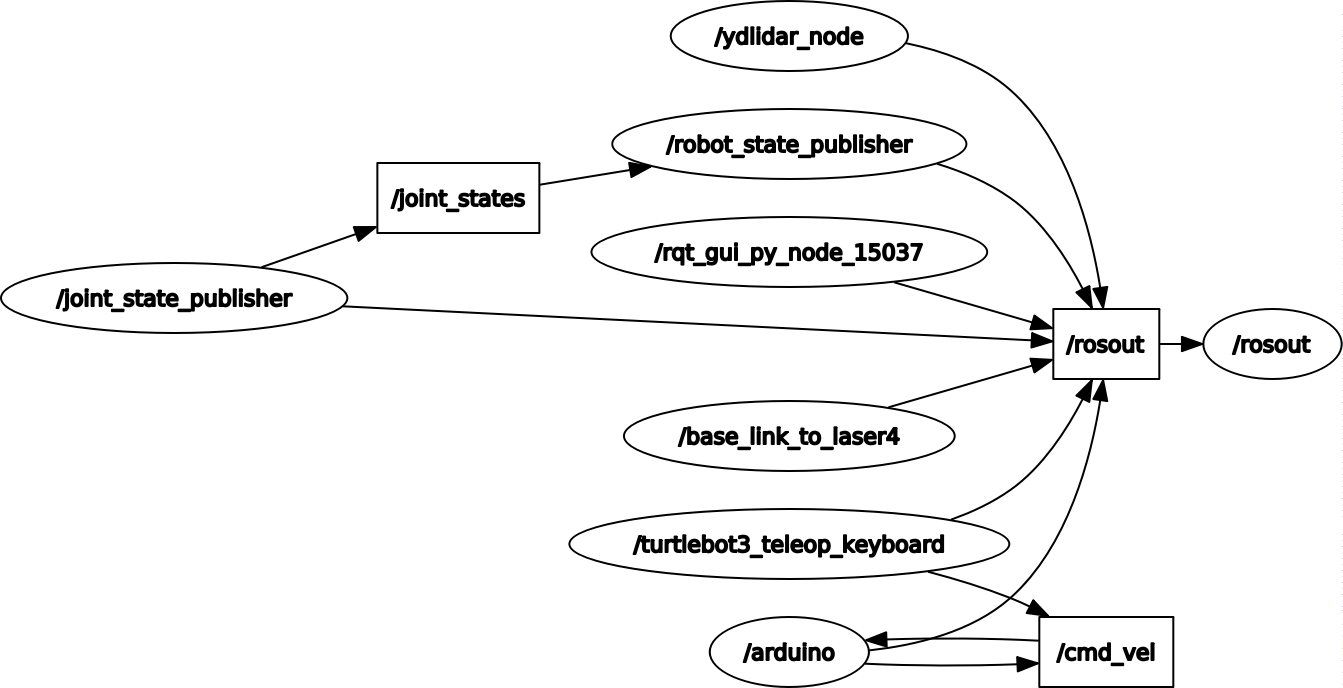 /ydlidar_node
/robot_state_publisher
/joint_states
/rqt_gui_py_node_15037
/joint_state_publisher
/rosout
/rosout
/base_link_to_laser4
/turtlebot3_teleop_keyboard
/arduino
/cmd_vel